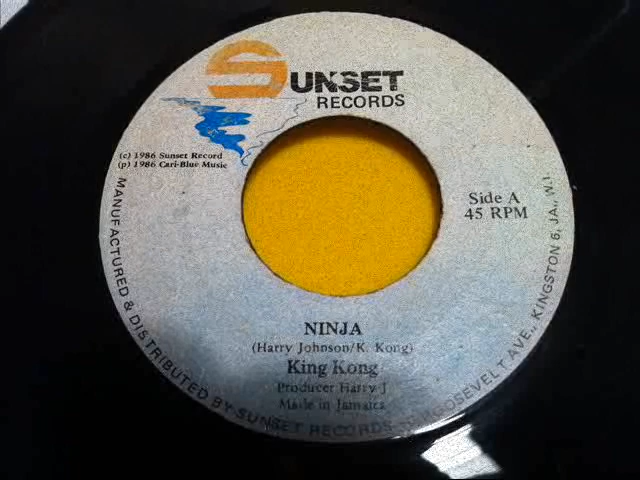 SUNSET
RECORDS
(c) 1986 Sunset Record
(p) 1986 Cari-Blue Music
Side A
45 RPM
NINJA
(Harry Johnson/K. Kong)
King Kong
Producer Harry J
Made in Jamaica
MANUFACTURED & DISTRIBUTED BY SUNSET RECORDS ROOSEVELT AVE., KINGSTON 6, JA., W.I.